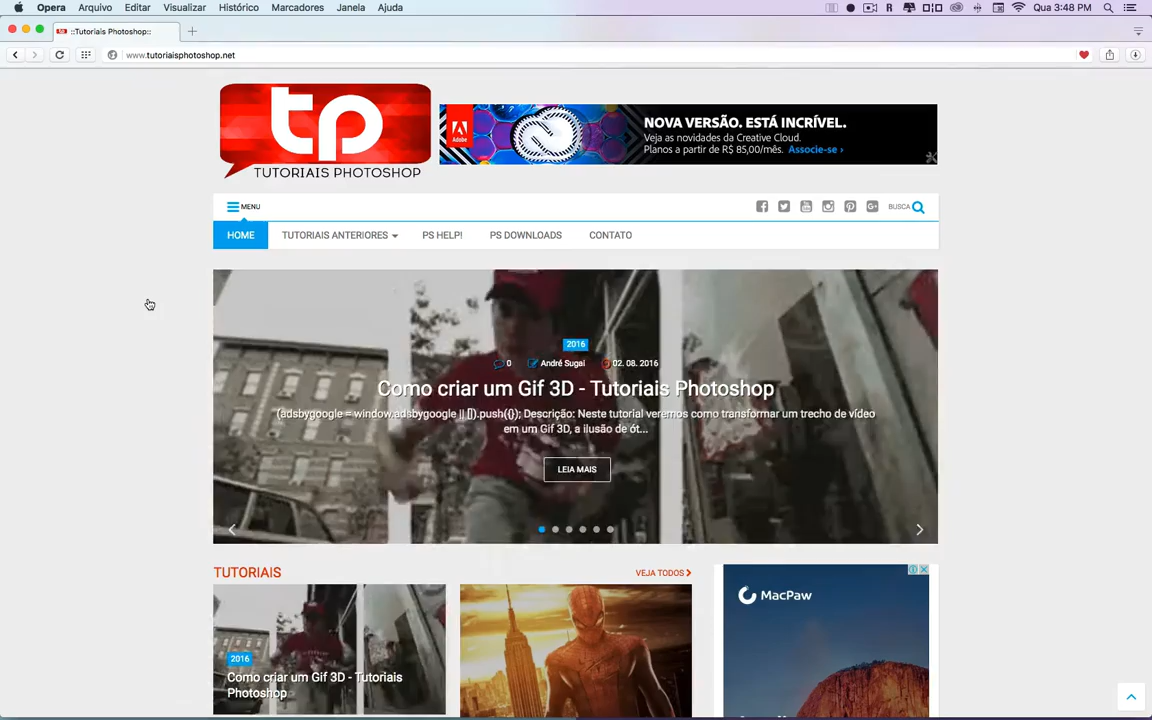 Opera Arquivo Editar Visualizar Histórico Marcadores Janela Ajuda
Qua 3:48 PM
::Tutoriais Photoshop::
www.tutoriaisphotoshop.net
tp
TUTORIAIS PHOTOSHOP
Adobe
NOVA VERSÃO. ESTÁ INCRÍVEL.
Veja as novidades da Creative Cloud.
Planos a partir de R$ 85,00/mês. Associe-se ›
MENU
BUSCA
HOME TUTORIAIS ANTERIORES PS HELP! PS DOWNLOADS CONTATO
2016
0 André Sugai 02. 08. 2016
Como criar um Gif 3D - Tutoriais Photoshop
(adsbygoogle = window.adsbygoogle || []).push({}); Descrição: Neste tutorial veremos como transformar um trecho de vídeo
em um Gif 3D, a ilusão de ót...
LEIA MAIS
TUTORIAIS
VEJA TODOS
2016
Como criar um Gif 3D - Tutoriais
Photoshop
MacPaw